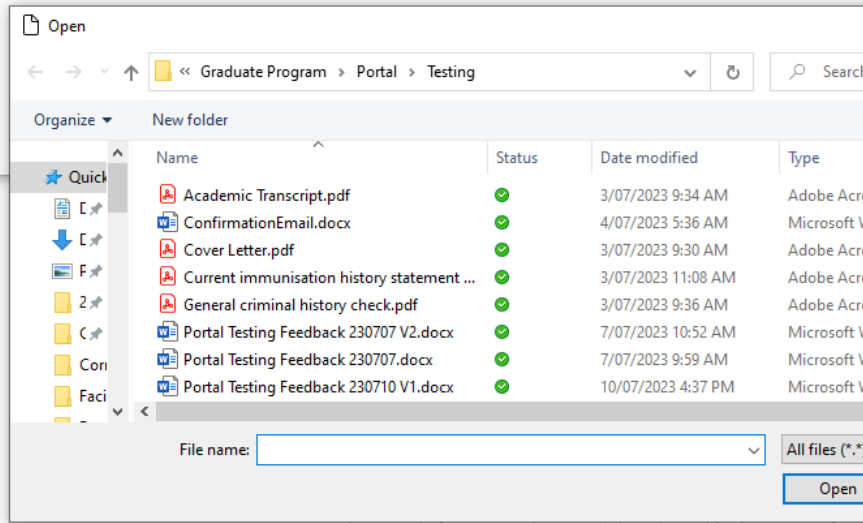 Open
« Graduate Program > Portal > Testing
Search
Organize
New folder
Name Status Date modified Type
Quick
Academic Transcript.pdf 3/07/2023 9:34 AM Adobe Acro
ConfirmationEmail.docx 4/07/2023 5:36 AM Microsoft W
Cover Letter.pdf 3/07/2023 9:30 AM Adobe Acro
Current immunisation history statement ... 3/07/2023 11:08 AM Adobe Acro
2 General criminal history check.pdf 3/07/2023 9:36 AM Adobe Acro
Portal Testing Feedback 230707 V2.docx 7/07/2023 10:52 AM Microsoft W
Corr Portal Testing Feedback 230707.docx 7/07/2023 9:59 AM Microsoft W
Faci Portal Testing Feedback 230710 V1.docx 10/07/2023 4:37 PM Microsoft W
File name: All files (*.*)
Open